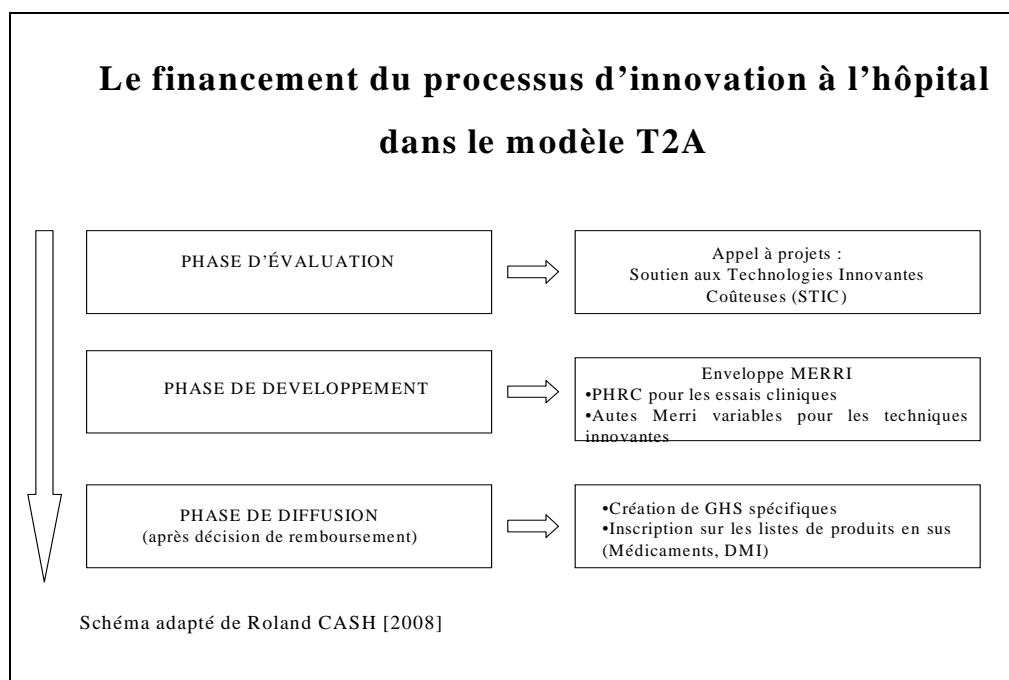 Le financement du processus d’innovation à l’hôpital
dans le modèle T2A
PHASE D’ÉVALUATION
Appel à projets :
Soutien aux Technologies Innovantes
Coûteuses (STIC)
PHASE DE DEVELOPPEMENT
Enveloppe MERRI
•PHRC pour les essais cliniques
•Autes Merri variables pour les techniques
innovantes
PHASE DE DIFFUSION
(après décision de remboursement)
•Création de GHS spécifiques
•Inscription sur les listes de produits en sus
(Médicaments, DMI)
Schéma adapté de Roland CASH [2008]